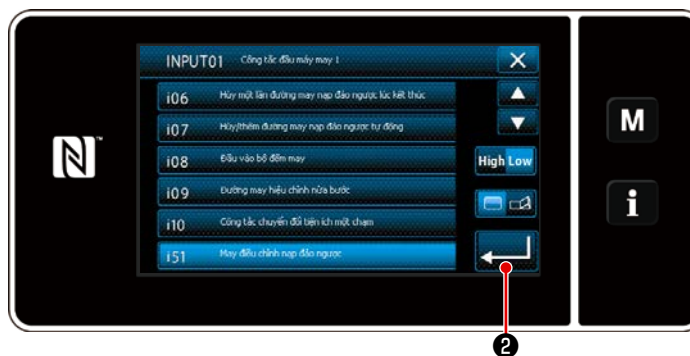 INPUT01 Công tắc đầu máy may 1
i06 Hủy một lần đường may nạp đảo ngược lúc kết thúc
i07 Hủy/thêm đường may nạp đảo ngược tự động
i08 Đầu vào bộ đếm may
i09 Đường may hiệu chỉnh nửa bước
i10 Công tắc chuyển đổi tiện ích một chạm
i51 May điều chỉnh nạp đảo ngược
High Low
M
i
N
❷